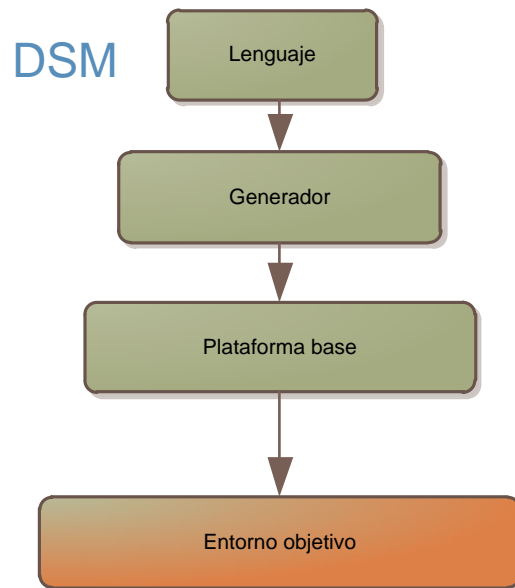 DSM
Lenguaje
Generador
Plataforma base
Entorno objetivo